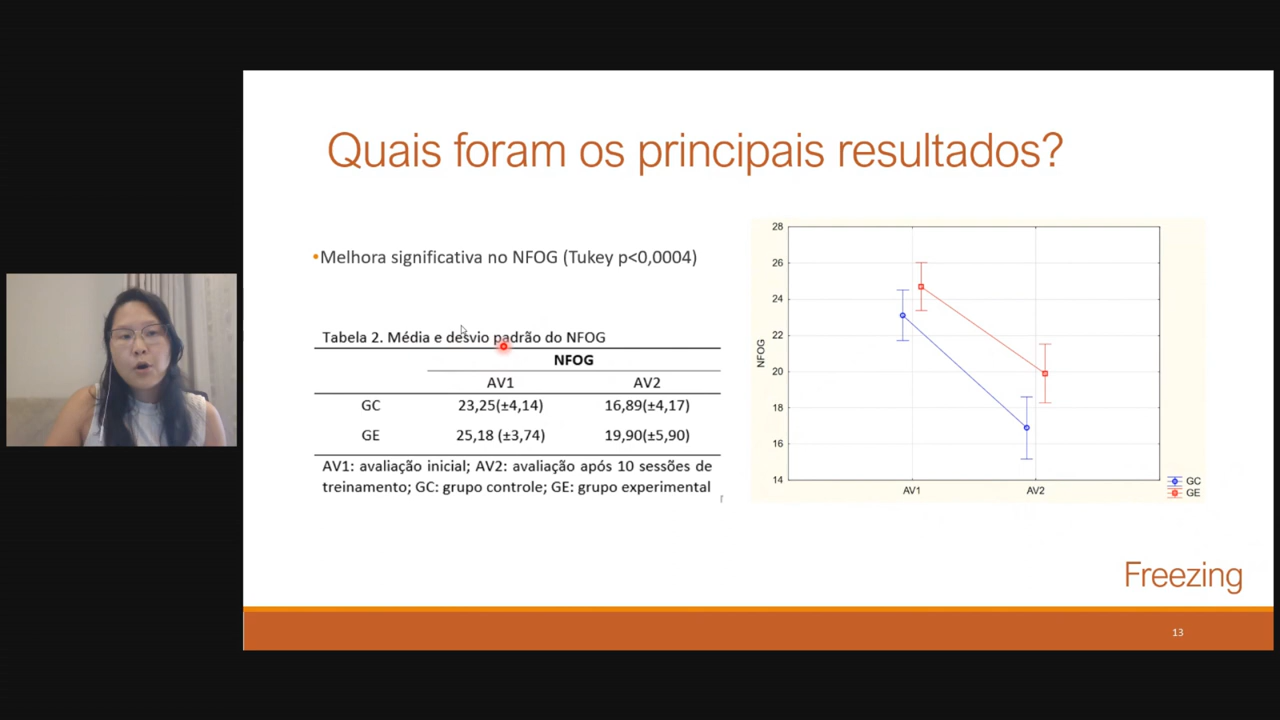 Quais foram os principais resultados?
•Melhora significativa no NFOG (Tukey p<0,0004)
Tabela 2. Média e desvio padrão do NFOG
NFOG
AV1 AV2
GC 23,25(±4,14) 16,89(±4,17)
GE 25,18 (±3,74) 19,90(±5,90)
AV1: avaliação inicial; AV2: avaliação após 10 sessões de
treinamento; GC: grupo controle; GE: grupo experimental
28
26
24
22
20
18
16
14
NFOG
AV1 AV2
GC
GE
Freezing
13